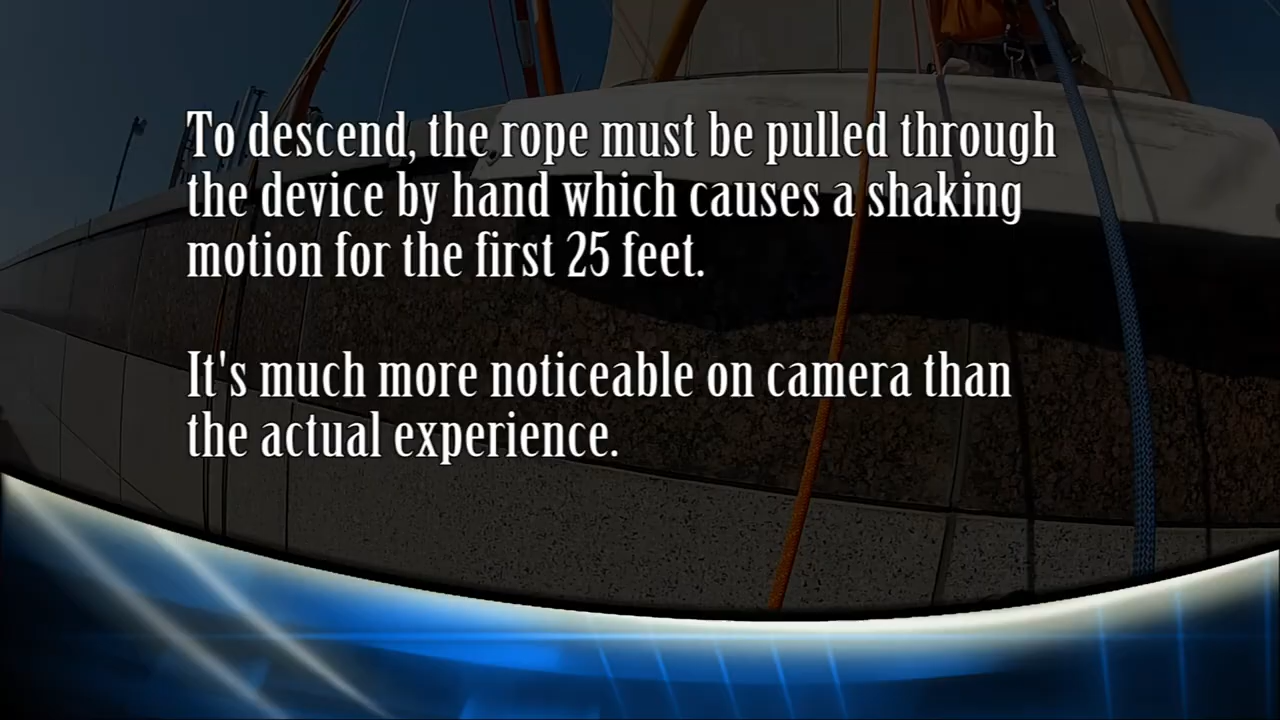 To descend, the rope must be pulled through
the device by hand which causes a shaking
motion for the first 25 feet.
It's much more noticeable on camera than
the actual experience.